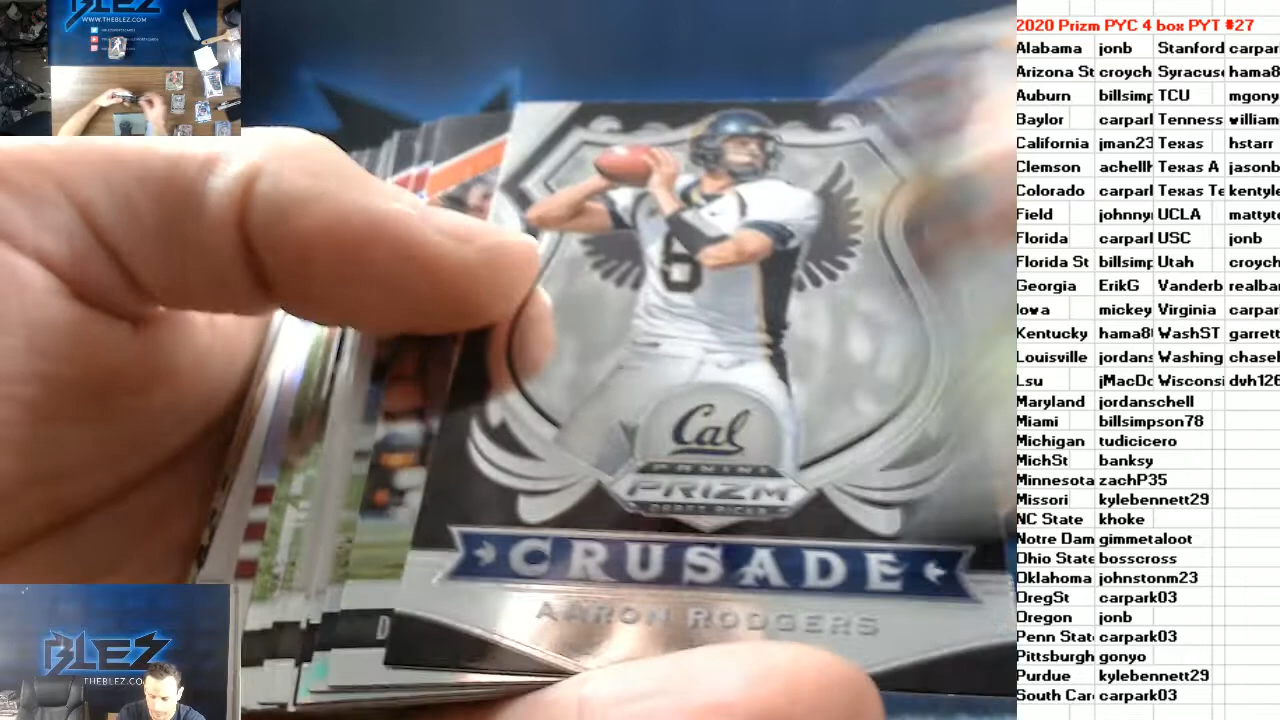 BLEZ
WWW.THEBLEZ.COM
5
Cal
PANINI
PRIZM
DRAFT PICKS
CRUSADE
AARON RODGERS
D
BLEZ
THEBLEZ
2020 Prizm PYC 4 box PYT #27
Alabama jonb Stanford carpar
Arizona St croych Syracus hama8
Auburn billsimp TCU mgony
Baylor carparl Tenness william
California jman23 Texas hstarr
Clemson achellh Texas A jasonb
Colorado carparl Texas Te kentyle
Field johnny UCLA mattyt
Florida carparl USC jonb
Florida St billsimp Utah croych
Georgia ErikG Vanderb realba
Iowa mickey Virginia carpar
Kentucky hama8 WashST garrett
Louisville jordans Washing chasel
Lsu jMacDo Wisconsi dvh126
Maryland jordanschell
Miami billsimpson78
Michigan tudicicero
MichSt banksy
Minnesota zachP35
Missori kylebennett29
NC State khoke
Notre Dam gimmetaloot
Ohio State bosscross
Oklahoma johnstonm23
OregSt carpark03
Oregon jonb
Penn Stat carpark03
Pittsburgh gonyo
Purdue kylebennett29
South Car carpark03